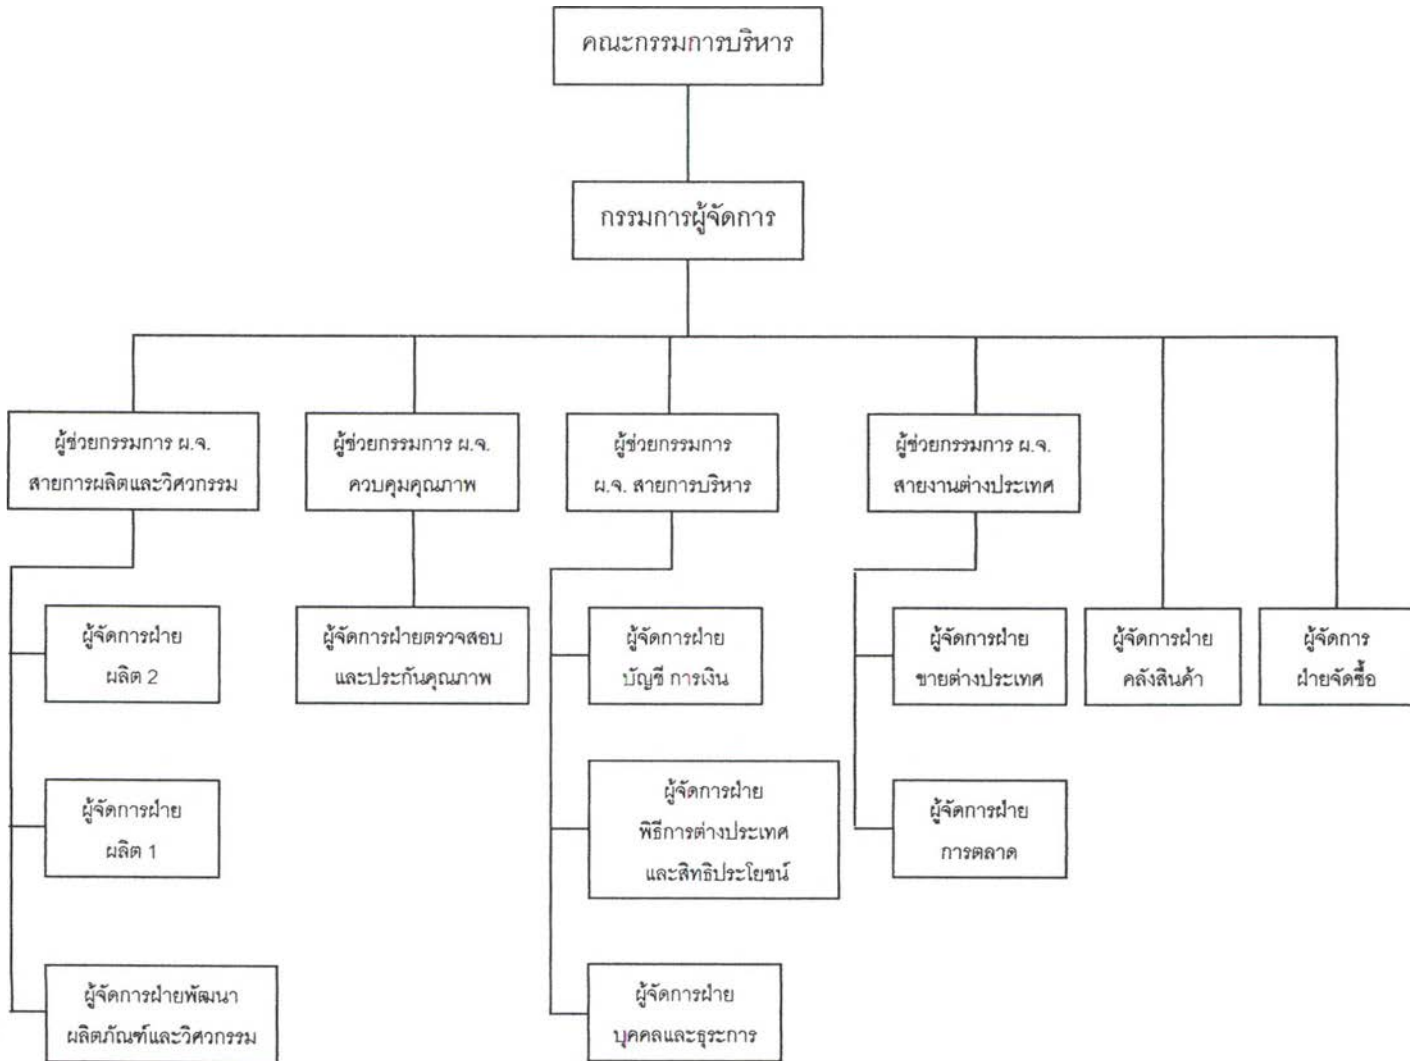 คณะกรรมการบริหาร
กรรมการผู้จัดการ
ผู้ช่วยกรรมการ ผ.จ.
สายการผลิตและวิศวกรรม
ผู้ช่วยกรรมการ ผ.จ.
ควบคุมคุณภาพ
ผู้ช่วยกรรมการ
ผ.จ. สายการบริหาร
ผู้ช่วยกรรมการ ผ.จ.
สายงานต่างประเทศ
ผู้จัดการฝ่าย
ผลิต 2
ผู้จัดการฝ่ายตรวจสอบ
และประกันคุณภาพ
ผู้จัดการฝ่าย
บัญชี การเงิน
ผู้จัดการฝ่าย
ขายต่างประเทศ
ผู้จัดการฝ่าย
คลังสินค้า
ผู้จัดการ
ฝ่ายจัดซื้อ
ผู้จัดการฝ่าย
ผลิต 1
ผู้จัดการฝ่าย
พิธีการต่างประเทศ
และสิทธิประโยชน์
ผู้จัดการฝ่าย
การตลาด
ผู้จัดการฝ่ายพัฒนา
ผลิตภัณฑ์และวิศวกรรม
ผู้จัดการฝ่าย
บุคคลและธุระการ